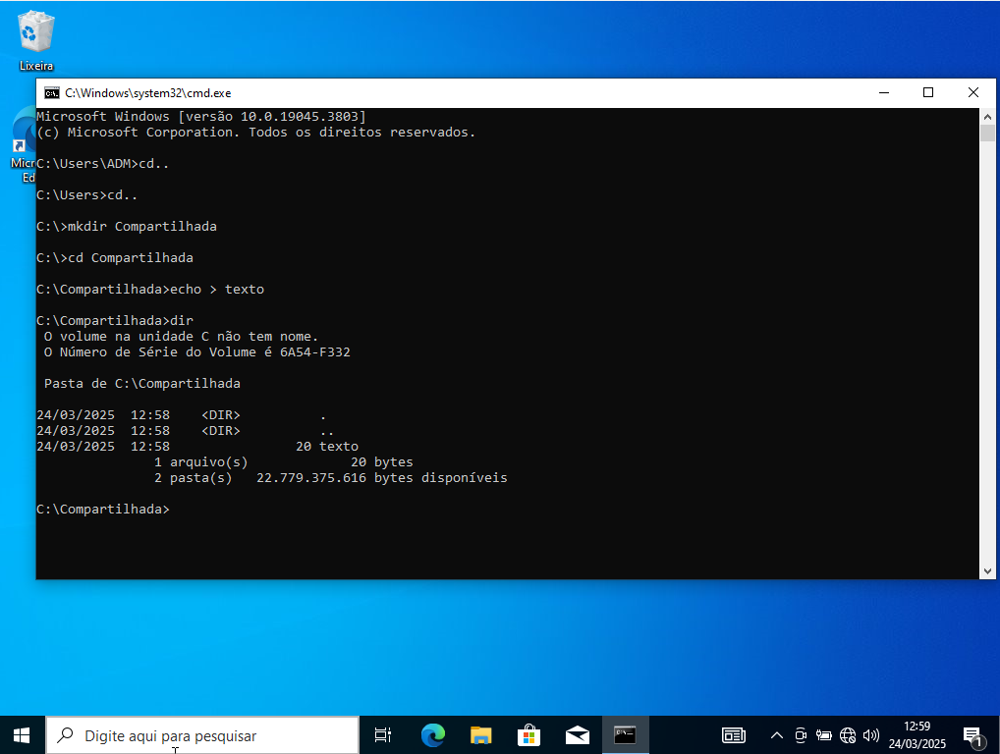 Lixeira
C:\Windows\system32\cmd.exe
Microsoft Windows [versão 10.0.19045.3803]
(c) Microsoft Corporation. Todos os direitos reservados.
C:\Users\ADM>cd..
C:\Users>cd..
C:\>mkdir Compartilhada
C:\>cd Compartilhada
C:\Compartilhada>echo > texto
C:\Compartilhada>dir
O volume na unidade C não tem nome.
O Número de Série do Volume é 6A54-F332
Pasta de C:\Compartilhada
24/03/2025  12:58    <DIR>          .
24/03/2025  12:58    <DIR>          ..
24/03/2025  12:58                20 texto
1 arquivo(s)             20 bytes
2 pasta(s)   22.779.375.616 bytes disponíveis
C:\Compartilhada>
Micr
Ed
Digite aqui para pesquisar
12:59
24/03/2025
1